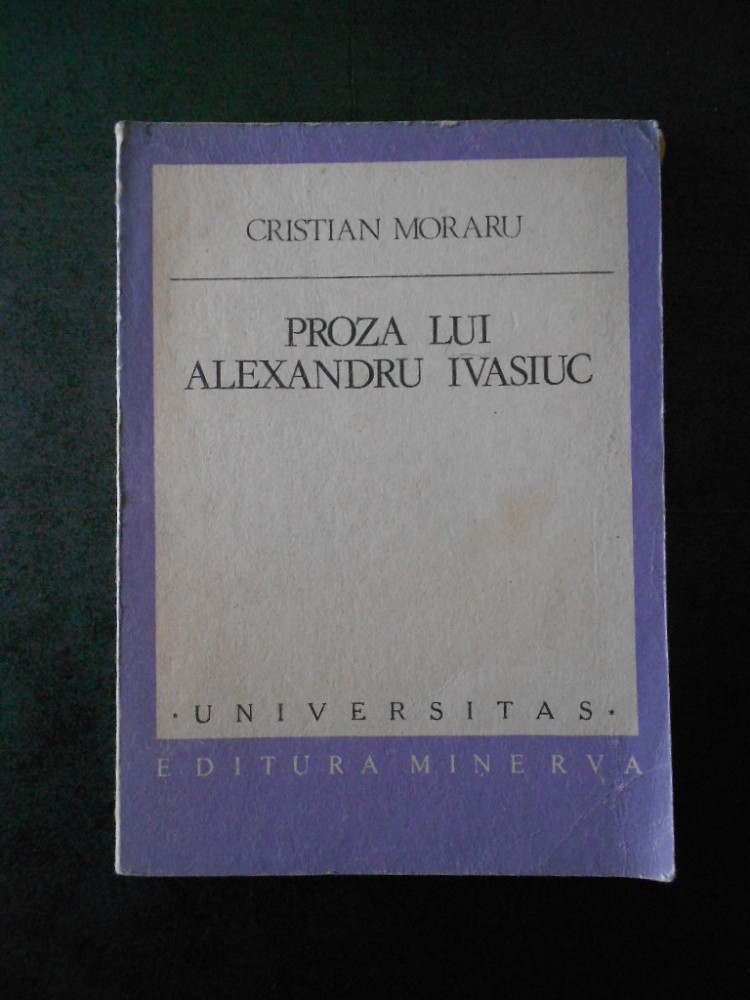 CRISTIAN MORARU
PROZA LUI
ALEXANDRU IVASIUC
· UNIVERSITAS ·
EDITURA MINERVA